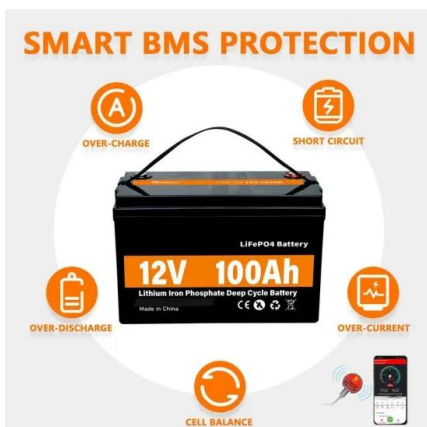 SMART BMS PROTECTION
OVER-CHARGE
SHORT CIRCUIT
LiFePO4 Battery
12V 100Ah
Lithium Iron Phosphate Deep Cycle Battery
Made in China
CE
OVER-DISCHARGE
OVER-CURRENT
CELL BALANCE